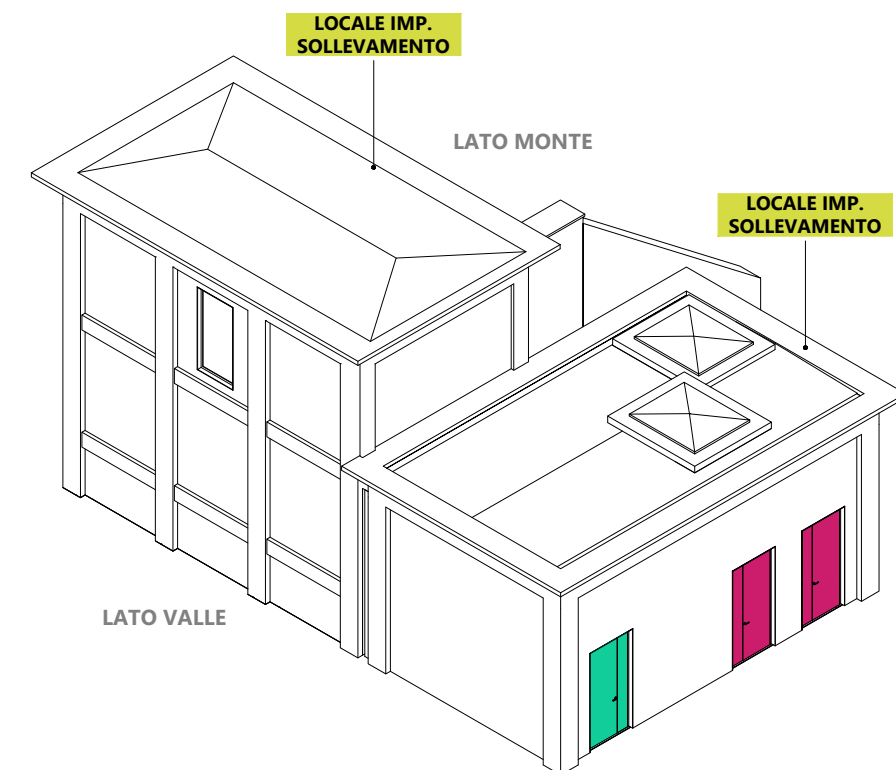 LOCALE IMP.
SOLLEVAMENTO
LATO MONTE
LOCALE IMP.
SOLLEVAMENTO
LATO VALLE